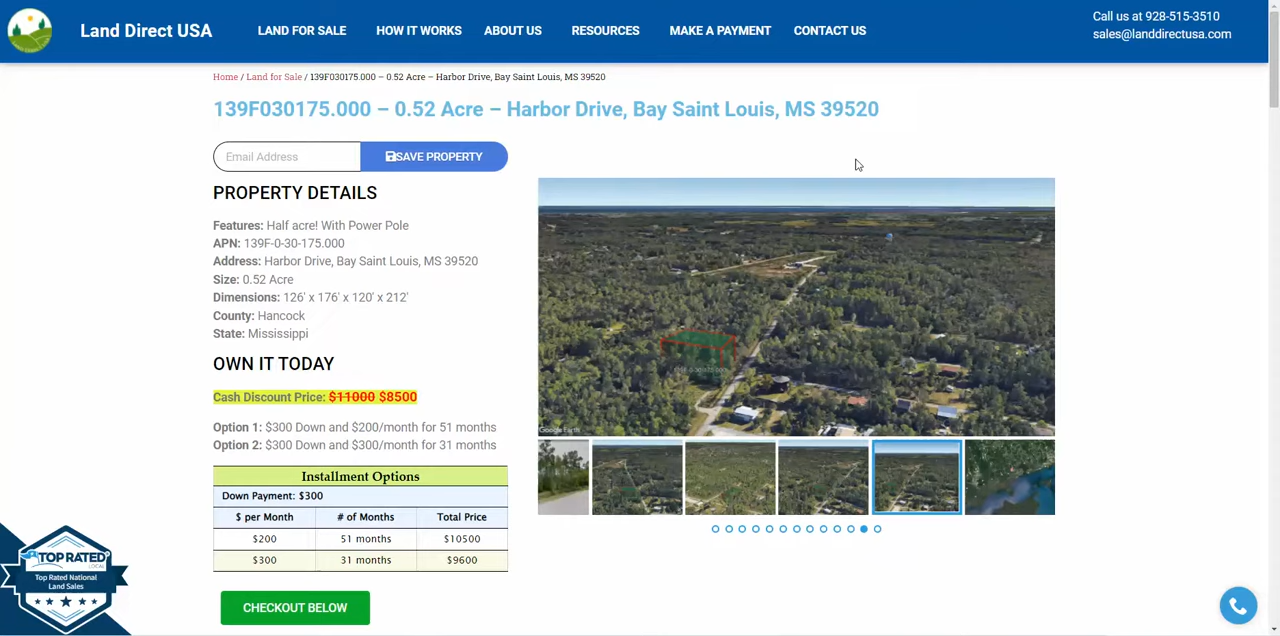 Land Direct USA
LAND FOR SALE
HOW IT WORKS
ABOUT US
RESOURCES
MAKE A PAYMENT
CONTACT US
Call us at 928-515-3510
sales@landdirectusa.com
Home / Land for Sale / 139F030175.000 – 0.52 Acre – Harbor Drive, Bay Saint Louis, MS 39520
139F030175.000 – 0.52 Acre – Harbor Drive, Bay Saint Louis, MS 39520
Email Address
SAVE PROPERTY
PROPERTY DETAILS
Features: Half acre! With Power Pole
APN: 139F-0-30-175.000
Address: Harbor Drive, Bay Saint Louis, MS 39520
Size: 0.52 Acre
Dimensions: 126' x 176' x 120' x 212'
County: Hancock
State: Mississippi
OWN IT TODAY
Cash Discount Price: $11000 $8500
Option 1: $300 Down and $200/month for 51 months
Option 2: $300 Down and $300/month for 31 months
Installment Options
Down Payment: $300
$ per Month # of Months Total Price
$200 51 months $10500
$300 31 months $9600
CHECKOUT BELOW
Google Earth
TOP RATED
LOCAL
Top Rated National
Land Sales